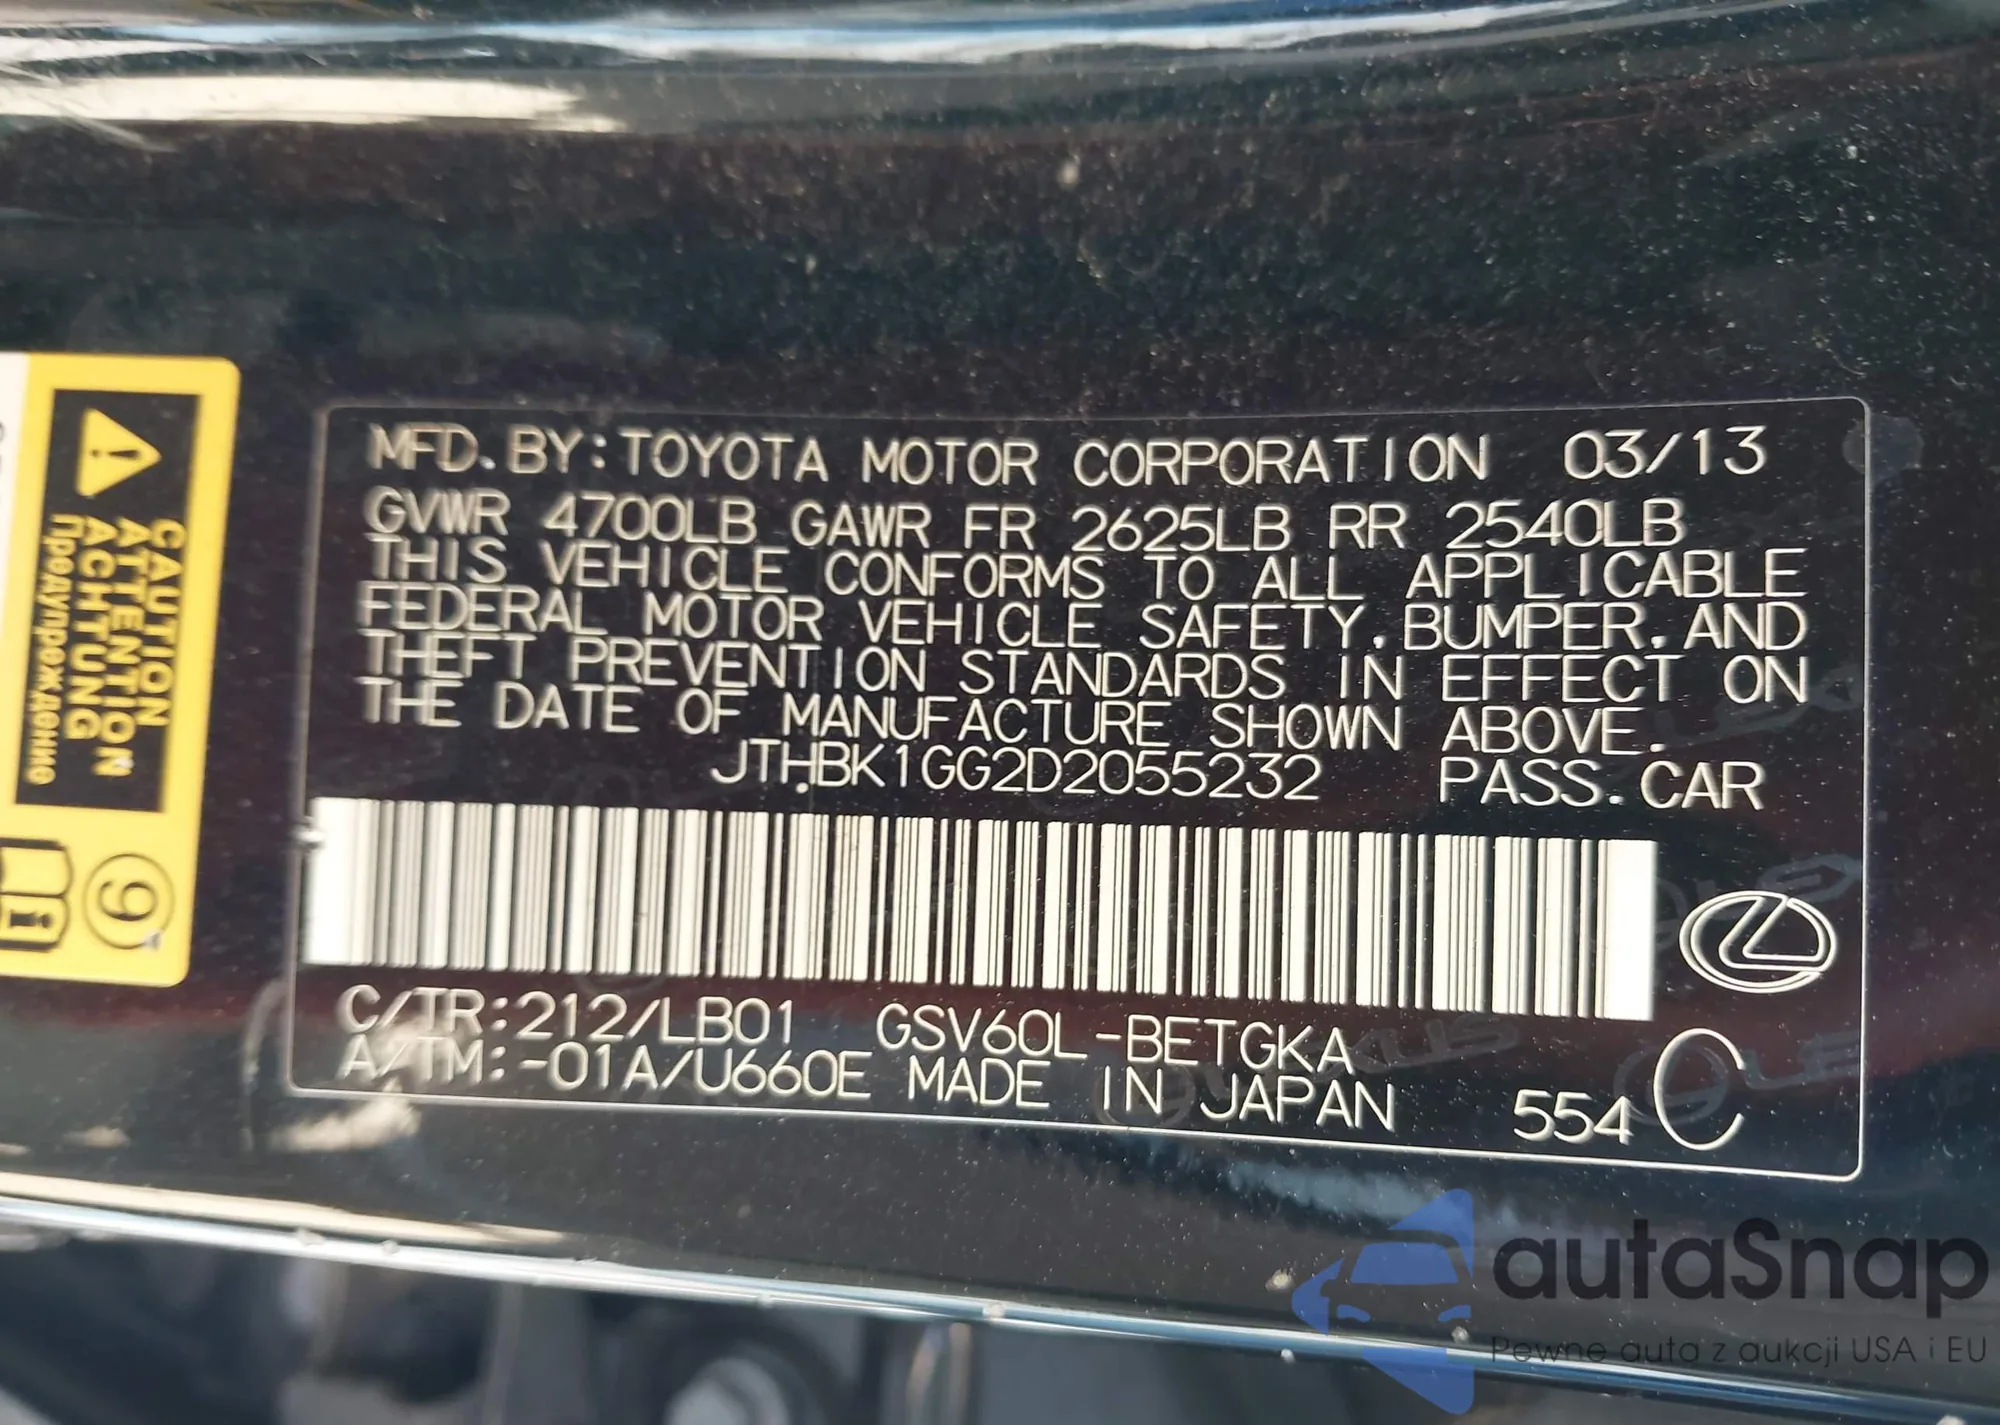 MFD. BY: TOYOTA MOTOR CORPORATION 03/13
GVWR 4700LB GAWR FR 2625LB RR 2540LB
THIS VEHICLE CONFORMS TO ALL APPLICABLE
FEDERAL MOTOR VEHICLE SAFETY, BUMPER, AND
THEFT PREVENTION STANDARDS IN EFFECT ON
THE DATE OF MANUFACTURE SHOWN ABOVE.
JTHBK1GG2D2055232 PASS. CAR
C/TR: 212/LB01 GSV60L-BETGKA
A/TM: -01A/U660E MADE IN JAPAN 554 C
CAUTION
ATTENTION
ACHTUNG
Предупреждение
9
autaSnap
Pewne auta z aukcji USA i EU